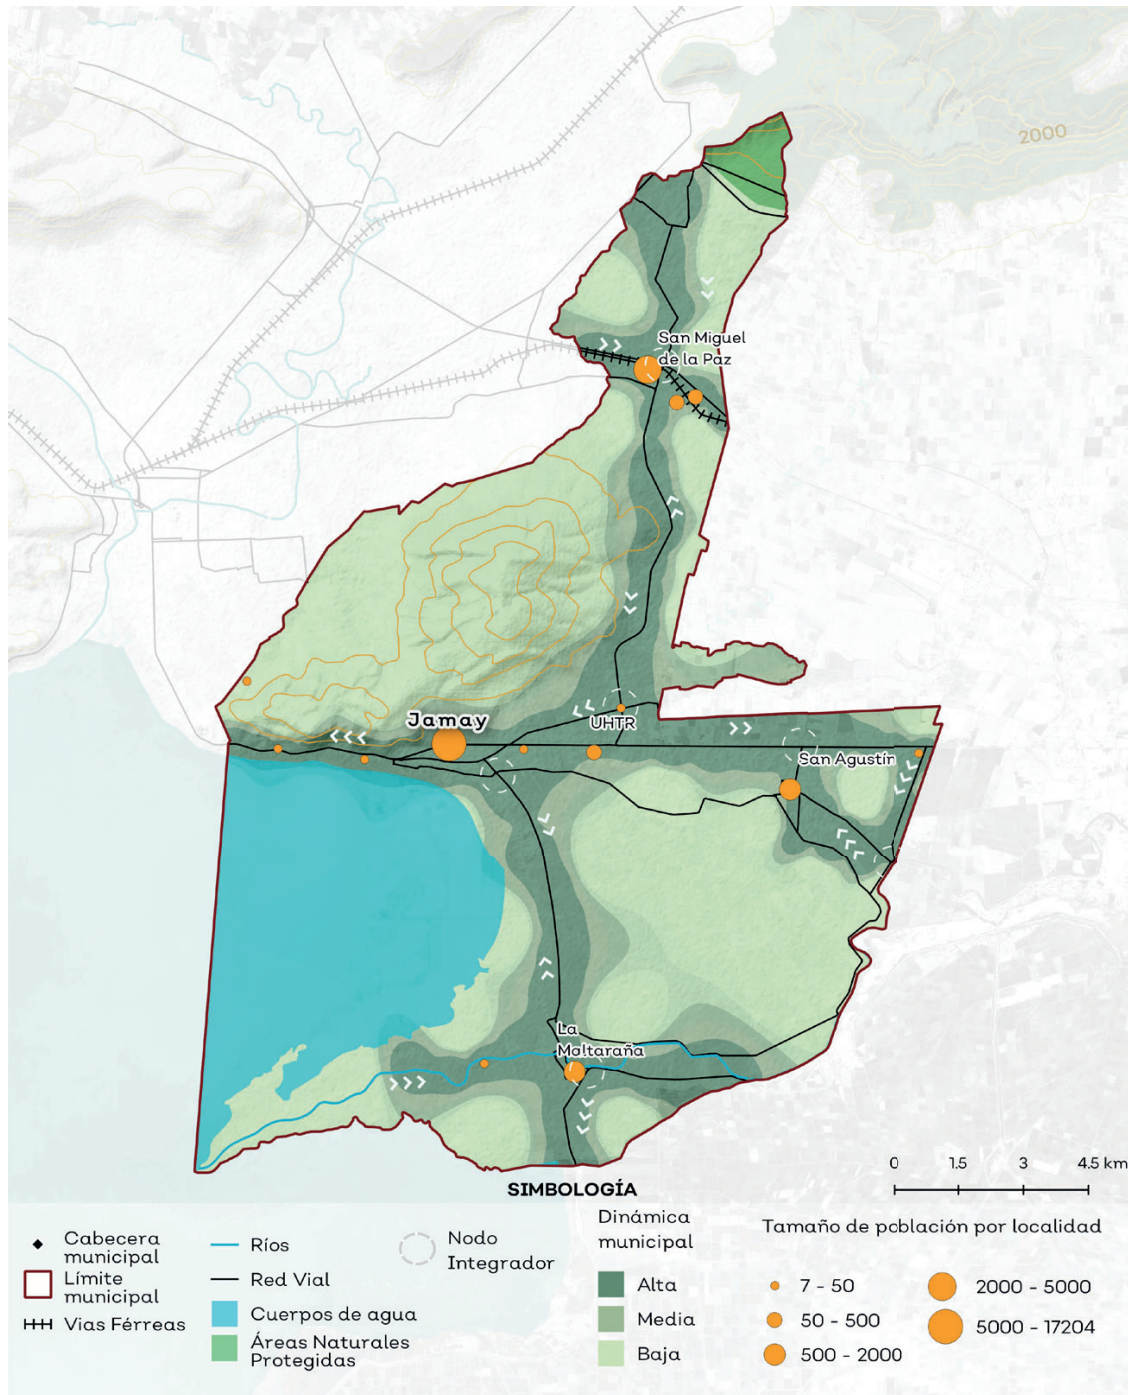 2000
San Miguel
de la Paz
Jamay
UHTR
San Agustín
La
Maltaraña
0 1.5 3 4.5 km
SIMBOLOGÍA
Cabecera
municipal
Límite
municipal
Vias Férreas
Ríos
Red Vial
Cuerpos de agua
Áreas Naturales
Protegidas
Nodo
Integrador
Dinámica
municipal
Alta
Media
Baja
Tamaño de población por localidad
7 - 50
50 - 500
500 - 2000
2000 - 5000
5000 - 17204